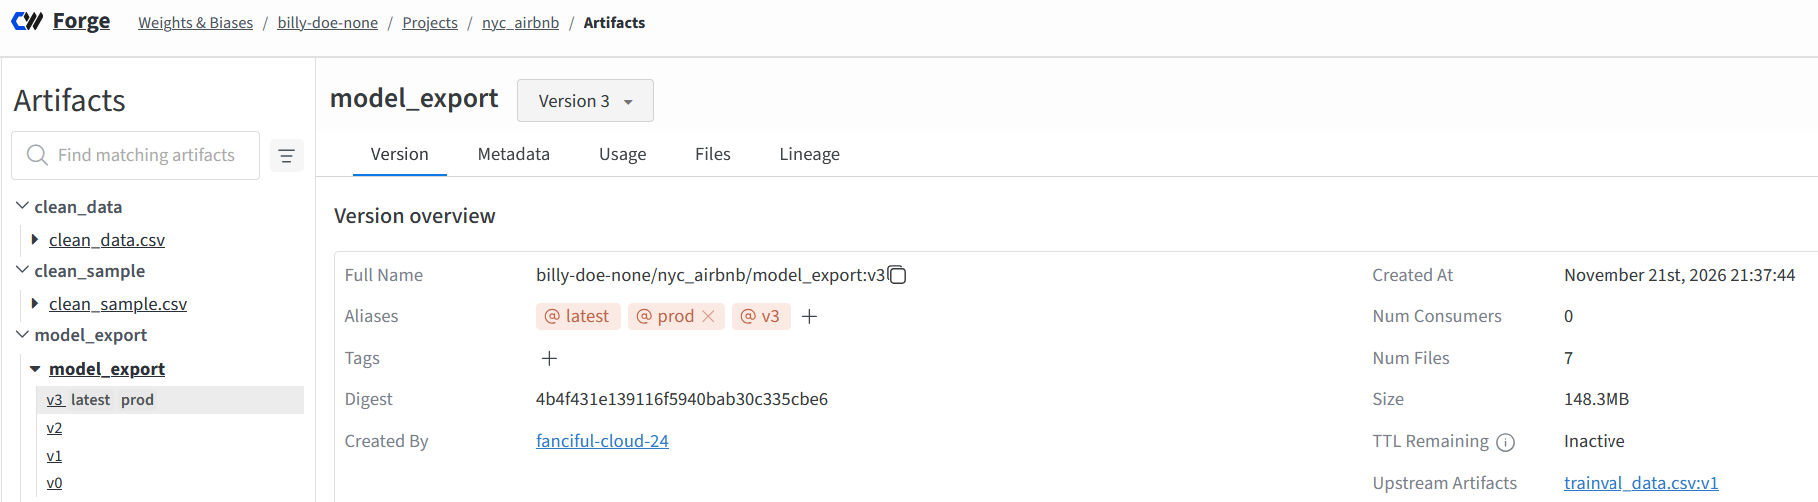 Forge Weights & Biases / billy-doe-none / Projects / nyc_airbnb / Artifacts
Artifacts
Find matching artifacts
clean_data
clean_data.csv
clean_sample
clean_sample.csv
model_export
model_export
v3 latest prod
v2
v1
v0
model_export Version 3
Version Metadata Usage Files Lineage
Version overview
Full Name billy-doe-none/nyc_airbnb/model_export:v3
Aliases @ latest @ prod @ v3 +
Tags +
Digest 4b4f431e139116f5940bab30c335cbe6
Created By fanciful-cloud-24
Created At November 21st, 2026 21:37:44
Num Consumers 0
Num Files 7
Size 148.3MB
TTL Remaining Inactive
Upstream Artifacts trainval_data.csv:v1